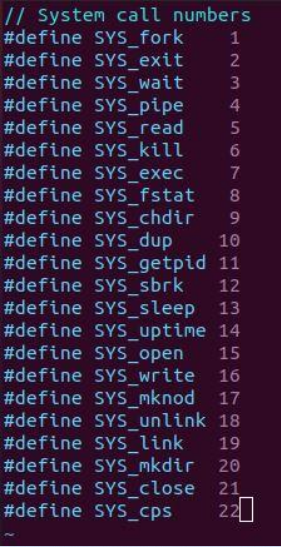 // System call numbers
#define SYS_fork    1
#define SYS_exit    2
#define SYS_wait    3
#define SYS_pipe    4
#define SYS_read    5
#define SYS_kill    6
#define SYS_exec    7
#define SYS_fstat   8
#define SYS_chdir   9
#define SYS_dup    10
#define SYS_getpid 11
#define SYS_sbrk   12
#define SYS_sleep  13
#define SYS_uptime 14
#define SYS_open   15
#define SYS_write  16
#define SYS_mknod  17
#define SYS_unlink 18
#define SYS_link   19
#define SYS_mkdir  20
#define SYS_close  21
#define SYS_cps    22
~